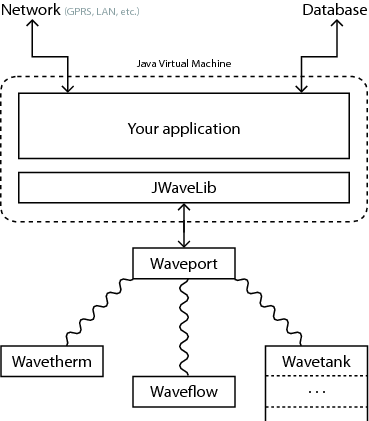 Network (GPRS, LAN, etc.)
Database
Java Virtual Machine
Your application
JWaveLib
Waveport
Wavetherm
Wavetank
Waveflow
...